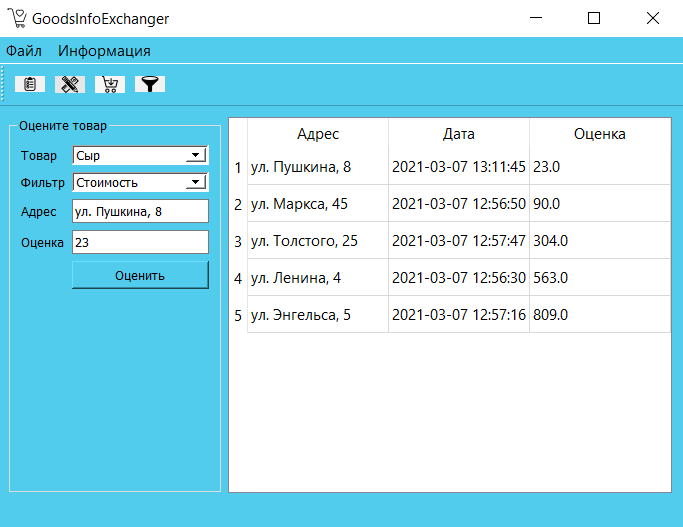 GoodsInfoExchanger
Файл Информация
Оцените товар
Товар Сыр
Фильтр Стоимость
Адрес ул. Пушкина, 8
Оценка 23
Оценить
Адрес Дата Оценка
1 ул. Пушкина, 8 2021-03-07 13:11:45 23.0
2 ул. Маркса, 45 2021-03-07 12:56:50 90.0
3 ул. Толстого, 25 2021-03-07 12:57:47 304.0
4 ул. Ленина, 4 2021-03-07 12:56:30 563.0
5 ул. Энгельса, 5 2021-03-07 12:57:16 809.0